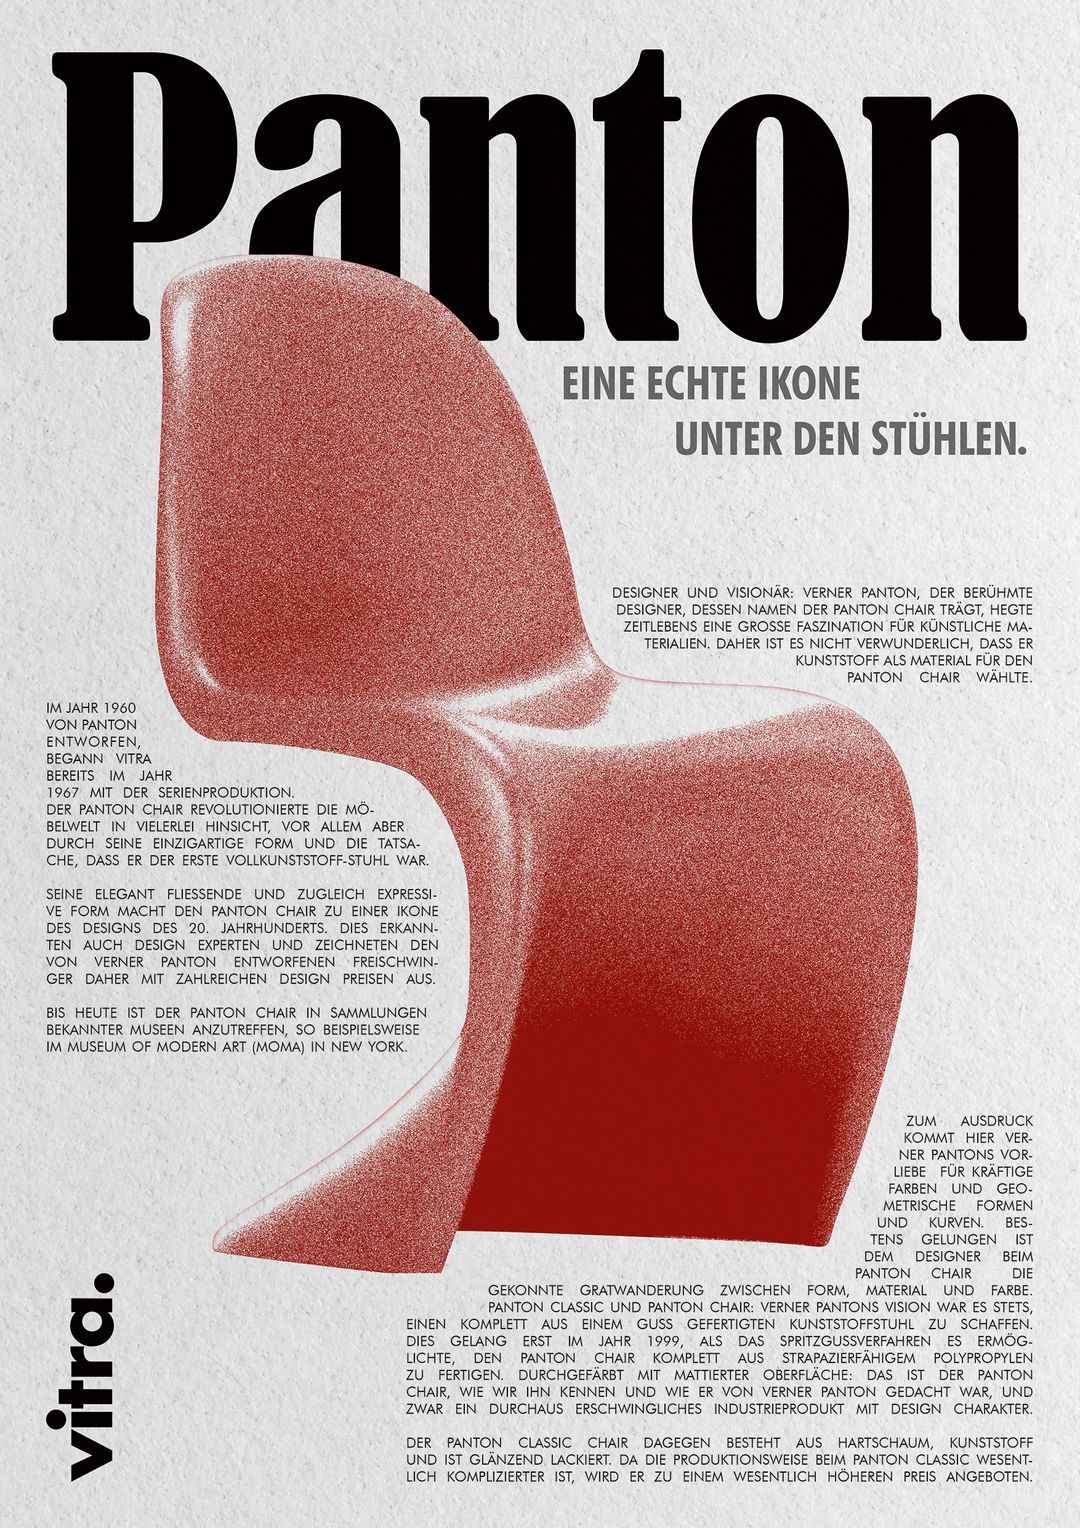 Panton
EINE ECHTE IKONE
UNTER DEN STÜHLEN.
DESIGNER UND VISIONÄR: VERNER PANTON, DER BERÜHMTE
DESIGNER, DESSEN NAMEN DER PANTON CHAIR TRÄGT, HEGTE
ZEITLEBENS EINE GROSSE FASZINATION FÜR KÜNSTLICHE MA-
TERIALIEN. DAHER IST ES NICHT VERWUNDERLICH, DASS ER
KUNSTSTOFF ALS MATERIAL FÜR DEN
PANTON CHAIR WÄHLTE.
IM JAHR 1960
VON PANTON
ENTWORFEN,
BEGANN VITRA
BEREITS IM JAHR
1967 MIT DER SERIENPRODUKTION.
DER PANTON CHAIR REVOLUTIONIERTE DIE MÖ-
BELWELT IN VIELERLEI HINSICHT, VOR ALLEM ABER
DURCH SEINE EINZIGARTIGE FORM UND DIE TATSA-
CHE, DASS ER DER ERSTE VOLLKUNSTSTOFF-STUHL WAR.
SEINE ELEGANT FLIESSENDE UND ZUGLEICH EXPRESSI-
VE FORM MACHT DEN PANTON CHAIR ZU EINER IKONE
DES DESIGNS DES 20. JAHRHUNDERTS. DIES ERKANN-
TEN AUCH DESIGN EXPERTEN UND ZEICHNETEN DEN
VON VERNER PANTON ENTWORFENEN FREISCHWIN-
GER DAHER MIT ZAHLREICHEN DESIGN PREISEN AUS.
BIS HEUTE IST DER PANTON CHAIR IN SAMMLUNGEN
BEKANNTER MUSEEN ANZUTREFFEN, SO BEISPIELSWEISE
IM MUSEUM OF MODERN ART (MOMA) IN NEW YORK.
ZUM AUSDRUCK
KOMMT HIER VER-
NER PANTONS VOR-
LIEBE FÜR KRÄFTIGE
FARBEN UND GEO-
METRISCHE FORMEN
UND KURVEN. BES-
TENS GELUNGEN IST
DEM DESIGNER BEIM
PANTON CHAIR DIE
GEKONNTE GRATWANDERUNG ZWISCHEN FORM, MATERIAL UND FARBE.
PANTON CLASSIC UND PANTON CHAIR: VERNER PANTONS VISION WAR ES STETS,
EINEN KOMPLETT AUS EINEM GUSS GEFERTIGTEN KUNSTSTOFFSTUHL ZU SCHAFFEN.
DIES GELANG ERST IM JAHR 1999, ALS DAS SPRITZGUSSVERFAHREN ES ERMÖG-
LICHTE, DEN PANTON CHAIR KOMPLETT AUS STRAPAZIERFÄHIGEM POLYPROPYLEN
ZU FERTIGEN. DURCHGEFÄRBT MIT MATTIERTER OBERFLÄCHE: DAS IST DER PANTON
CHAIR, WIE WIR IHN KENNEN UND WIE ER VON VERNER PANTON GEDACHT WAR, UND
ZWAR EIN DURCHAUS ERSCHWINGLICHES INDUSTRIEPRODUKT MIT DESIGN CHARAKTER.
DER PANTON CLASSIC CHAIR DAGEGEN BESTEHT AUS HARTSCHAUM, KUNSTSTOFF
UND IST GLÄNZEND LACKIERT. DA DIE PRODUKTIONSWEISE BEIM PANTON CLASSIC WESENT-
LICH KOMPLIZIERTER IST, WIRD ER ZU EINEM WESENTLICH HÖHEREN PREIS ANGEBOTEN.
vitra.